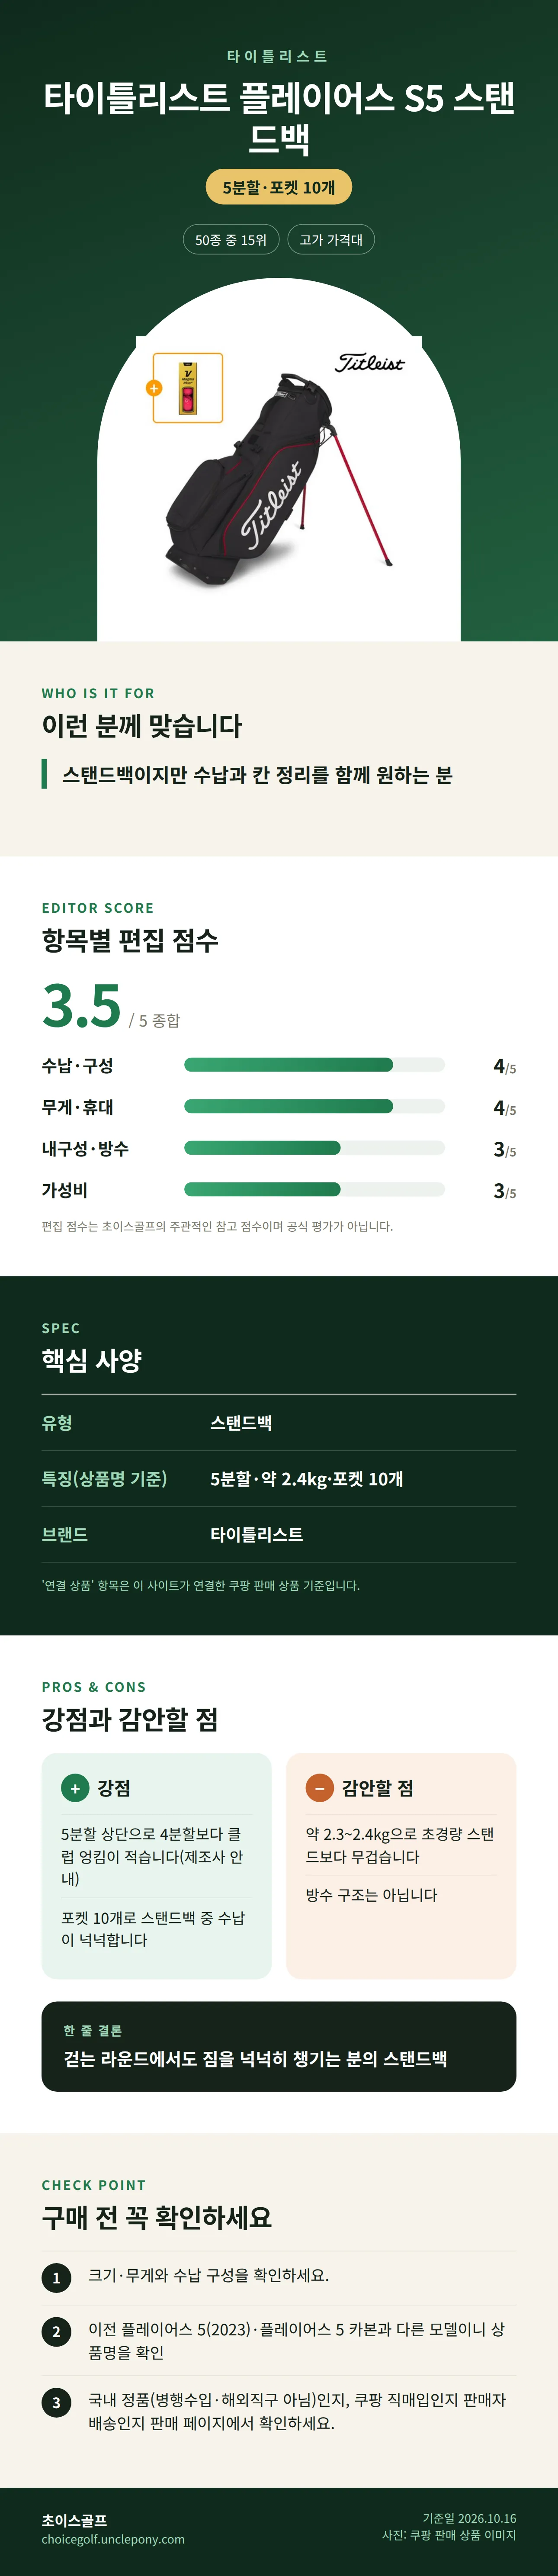 타이틀리스트
타이틀리스트 플레이어스 S5 스탠
드백
5분할·포켓 10개
50종 중 15위
고가 가격대
Titleist
+
Titleist
WHO IS IT FOR
이런 분께 맞습니다
스탠드백이지만 수납과 칸 정리를 함께 원하는 분
EDITOR SCORE
항목별 편집 점수
3.5 / 5 종합
수납·구성 4/5
무게·휴대 4/5
내구성·방수 3/5
가성비 3/5
편집 점수는 초이스골프의 주관적인 참고 점수이며 공식 평가가 아닙니다.
SPEC
핵심 사양
유형 스탠드백
특징(상품명 기준) 5분할·약 2.4kg·포켓 10개
브랜드 타이틀리스트
'연결 상품' 항목은 이 사이트가 연결한 쿠팡 판매 상품 기준입니다.
PROS & CONS
강점과 감안할 점
+ 강점
5분할 상단으로 4분할보다 클
럽 엉킴이 적습니다(제조사 안
내)
포켓 10개로 스탠드백 중 수납
이 넉넉합니다
− 감안할 점
약 2.3~2.4kg으로 초경량 스탠
드보다 무겁습니다
방수 구조는 아닙니다
한 줄 결론
걷는 라운드에서도 짐을 넉넉히 챙기는 분의 스탠드백
CHECK POINT
구매 전 꼭 확인하세요
1 크기·무게와 수납 구성을 확인하세요.
2 이전 플레이어스 5(2023)·플레이어스 5 카본과 다른 모델이니 상
품명을 확인
3 국내 정품(병행수입·해외직구 아님)인지, 쿠팡 직매입인지 판매자
배송인지 판매 페이지에서 확인하세요.
초이스골프
choicegolf.unclepony.com
기준일 2026.10.16
사진: 쿠팡 판매 상품 이미지